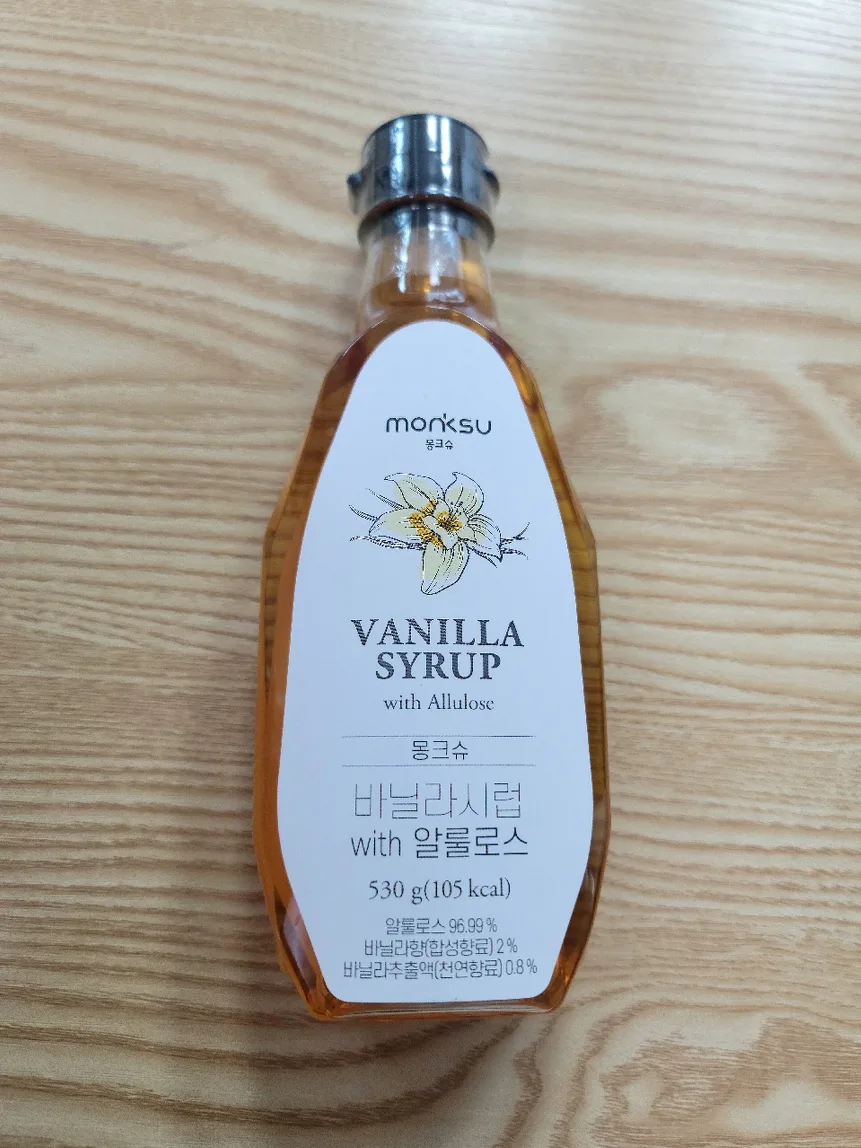 monksu
몽크슈
VANILLA
SYRUP
with Allulose
몽크슈
바닐라시럽
with 알룰로스
530 g(105 kcal)
알룰로스 96.99 %
바닐라향(합성향료) 2 %
바닐라추출액(천연향료) 0.8 %